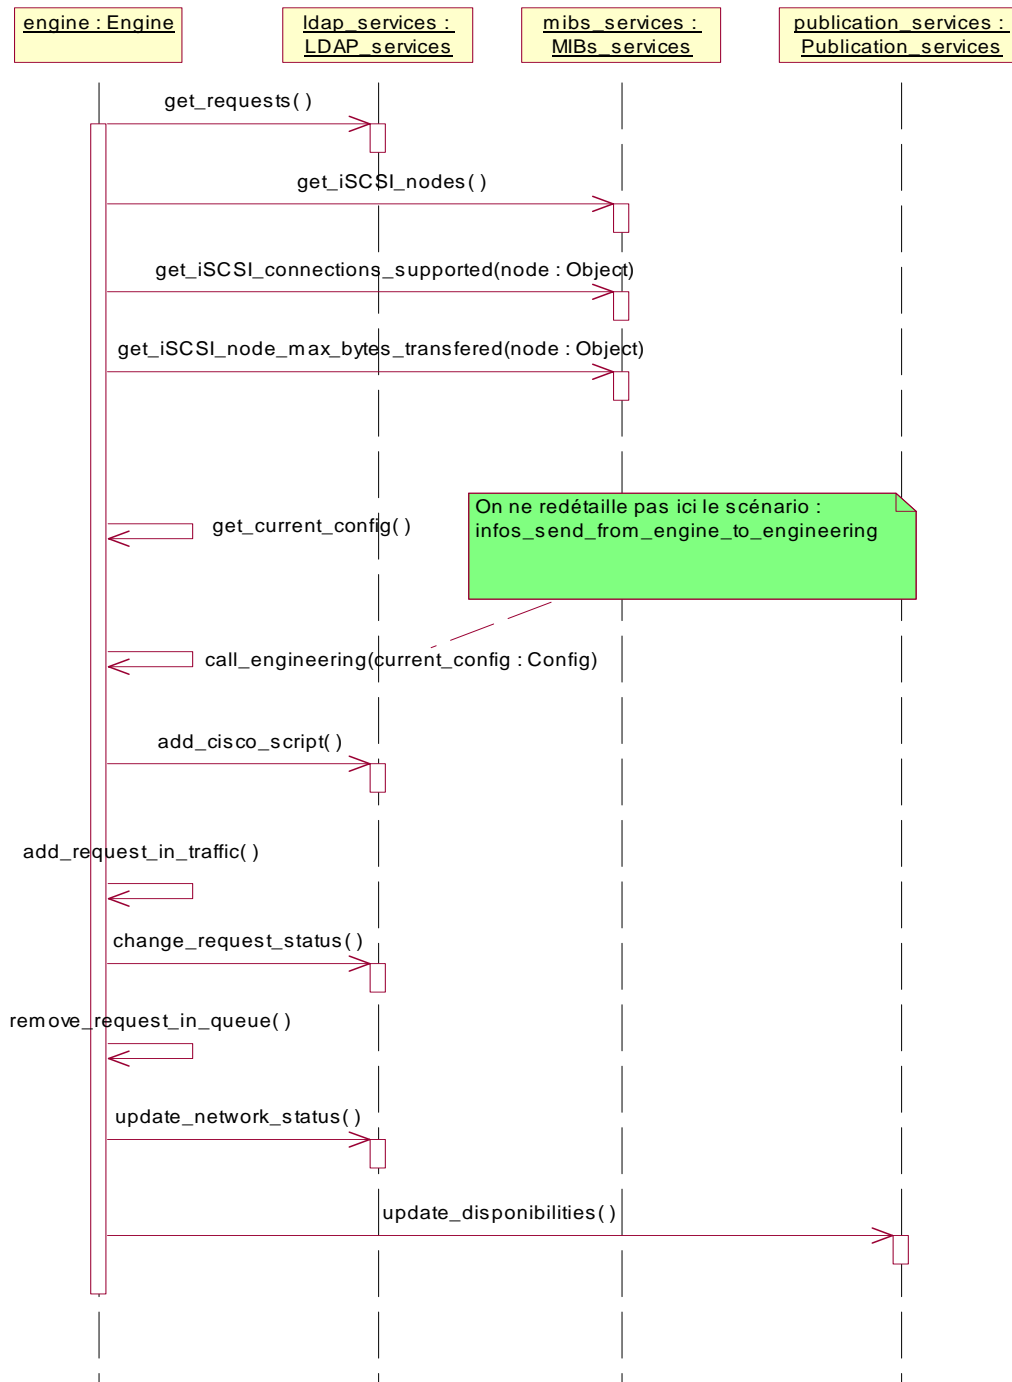 engine : Engine
ldap_services :
LDAP_services
mibs_services :
MIBs_services
publication_services :
Publication_services
get_requests( )
get_iSCSI_nodes( )
get_iSCSI_connections_supported(node : Object)
get_iSCSI_node_max_bytes_transfered(node : Object)
On ne redétaille pas ici le scénario :
infos_send_from_engine_to_engineering
get_current_config( )
call_engineering(current_config : Config)
add_cisco_script( )
add_request_in_traffic( )
change_request_status( )
remove_request_in_queue( )
update_network_status( )
update_disponibilities( )